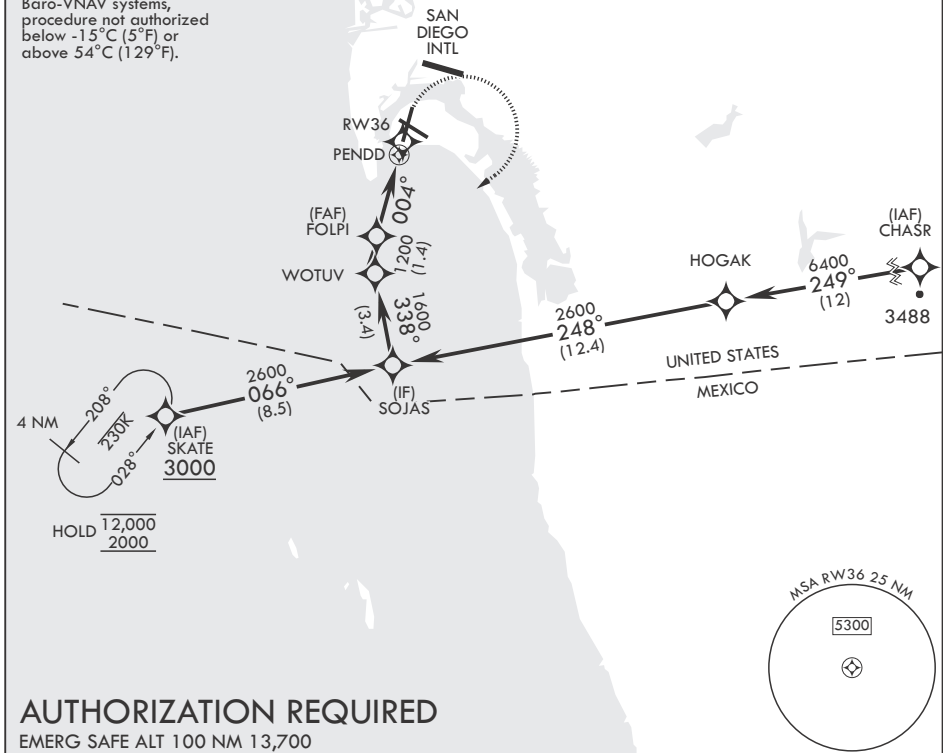 Baro-VNAV systems,
procedure not authorized
below -15°C (5°F) or
above 54°C (129°F).
SAN
DIEGO
INTL
RW36
PENDD
004°
(FAF)
FOLPI
1200
(1.4)
WOTUV
1600
338°
(3.4)
(IAF)
CHASR
3488
6400
249°
(12)
HOGAK
2600
248°
(12.4)
UNITED STATES
MEXICO
(IF)
SOJAS
2600
066°
(8.5)
208°
4 NM
230K
028°
(IAF)
SKATE
3000
HOLD 12,000
2000
MSA RW36 25 NM
5300
AUTHORIZATION REQUIRED
EMERG SAFE ALT 100 NM 13,700